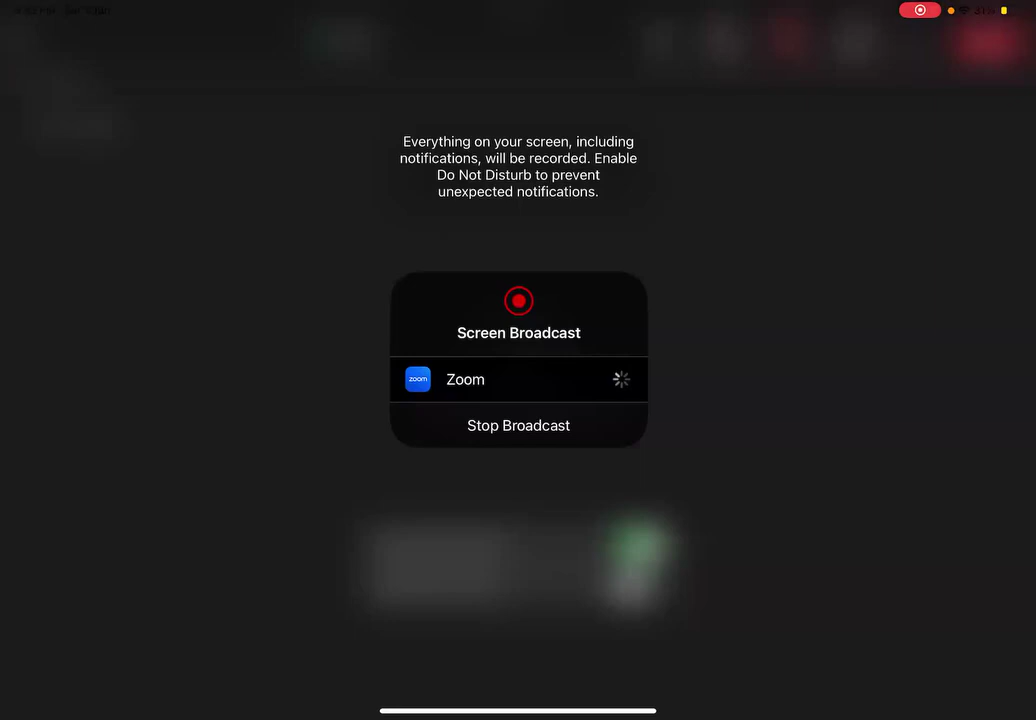 Everything on your screen, including
notifications, will be recorded. Enable
Do Not Disturb to prevent
unexpected notifications.
Screen Broadcast
zoom
Zoom
Stop Broadcast